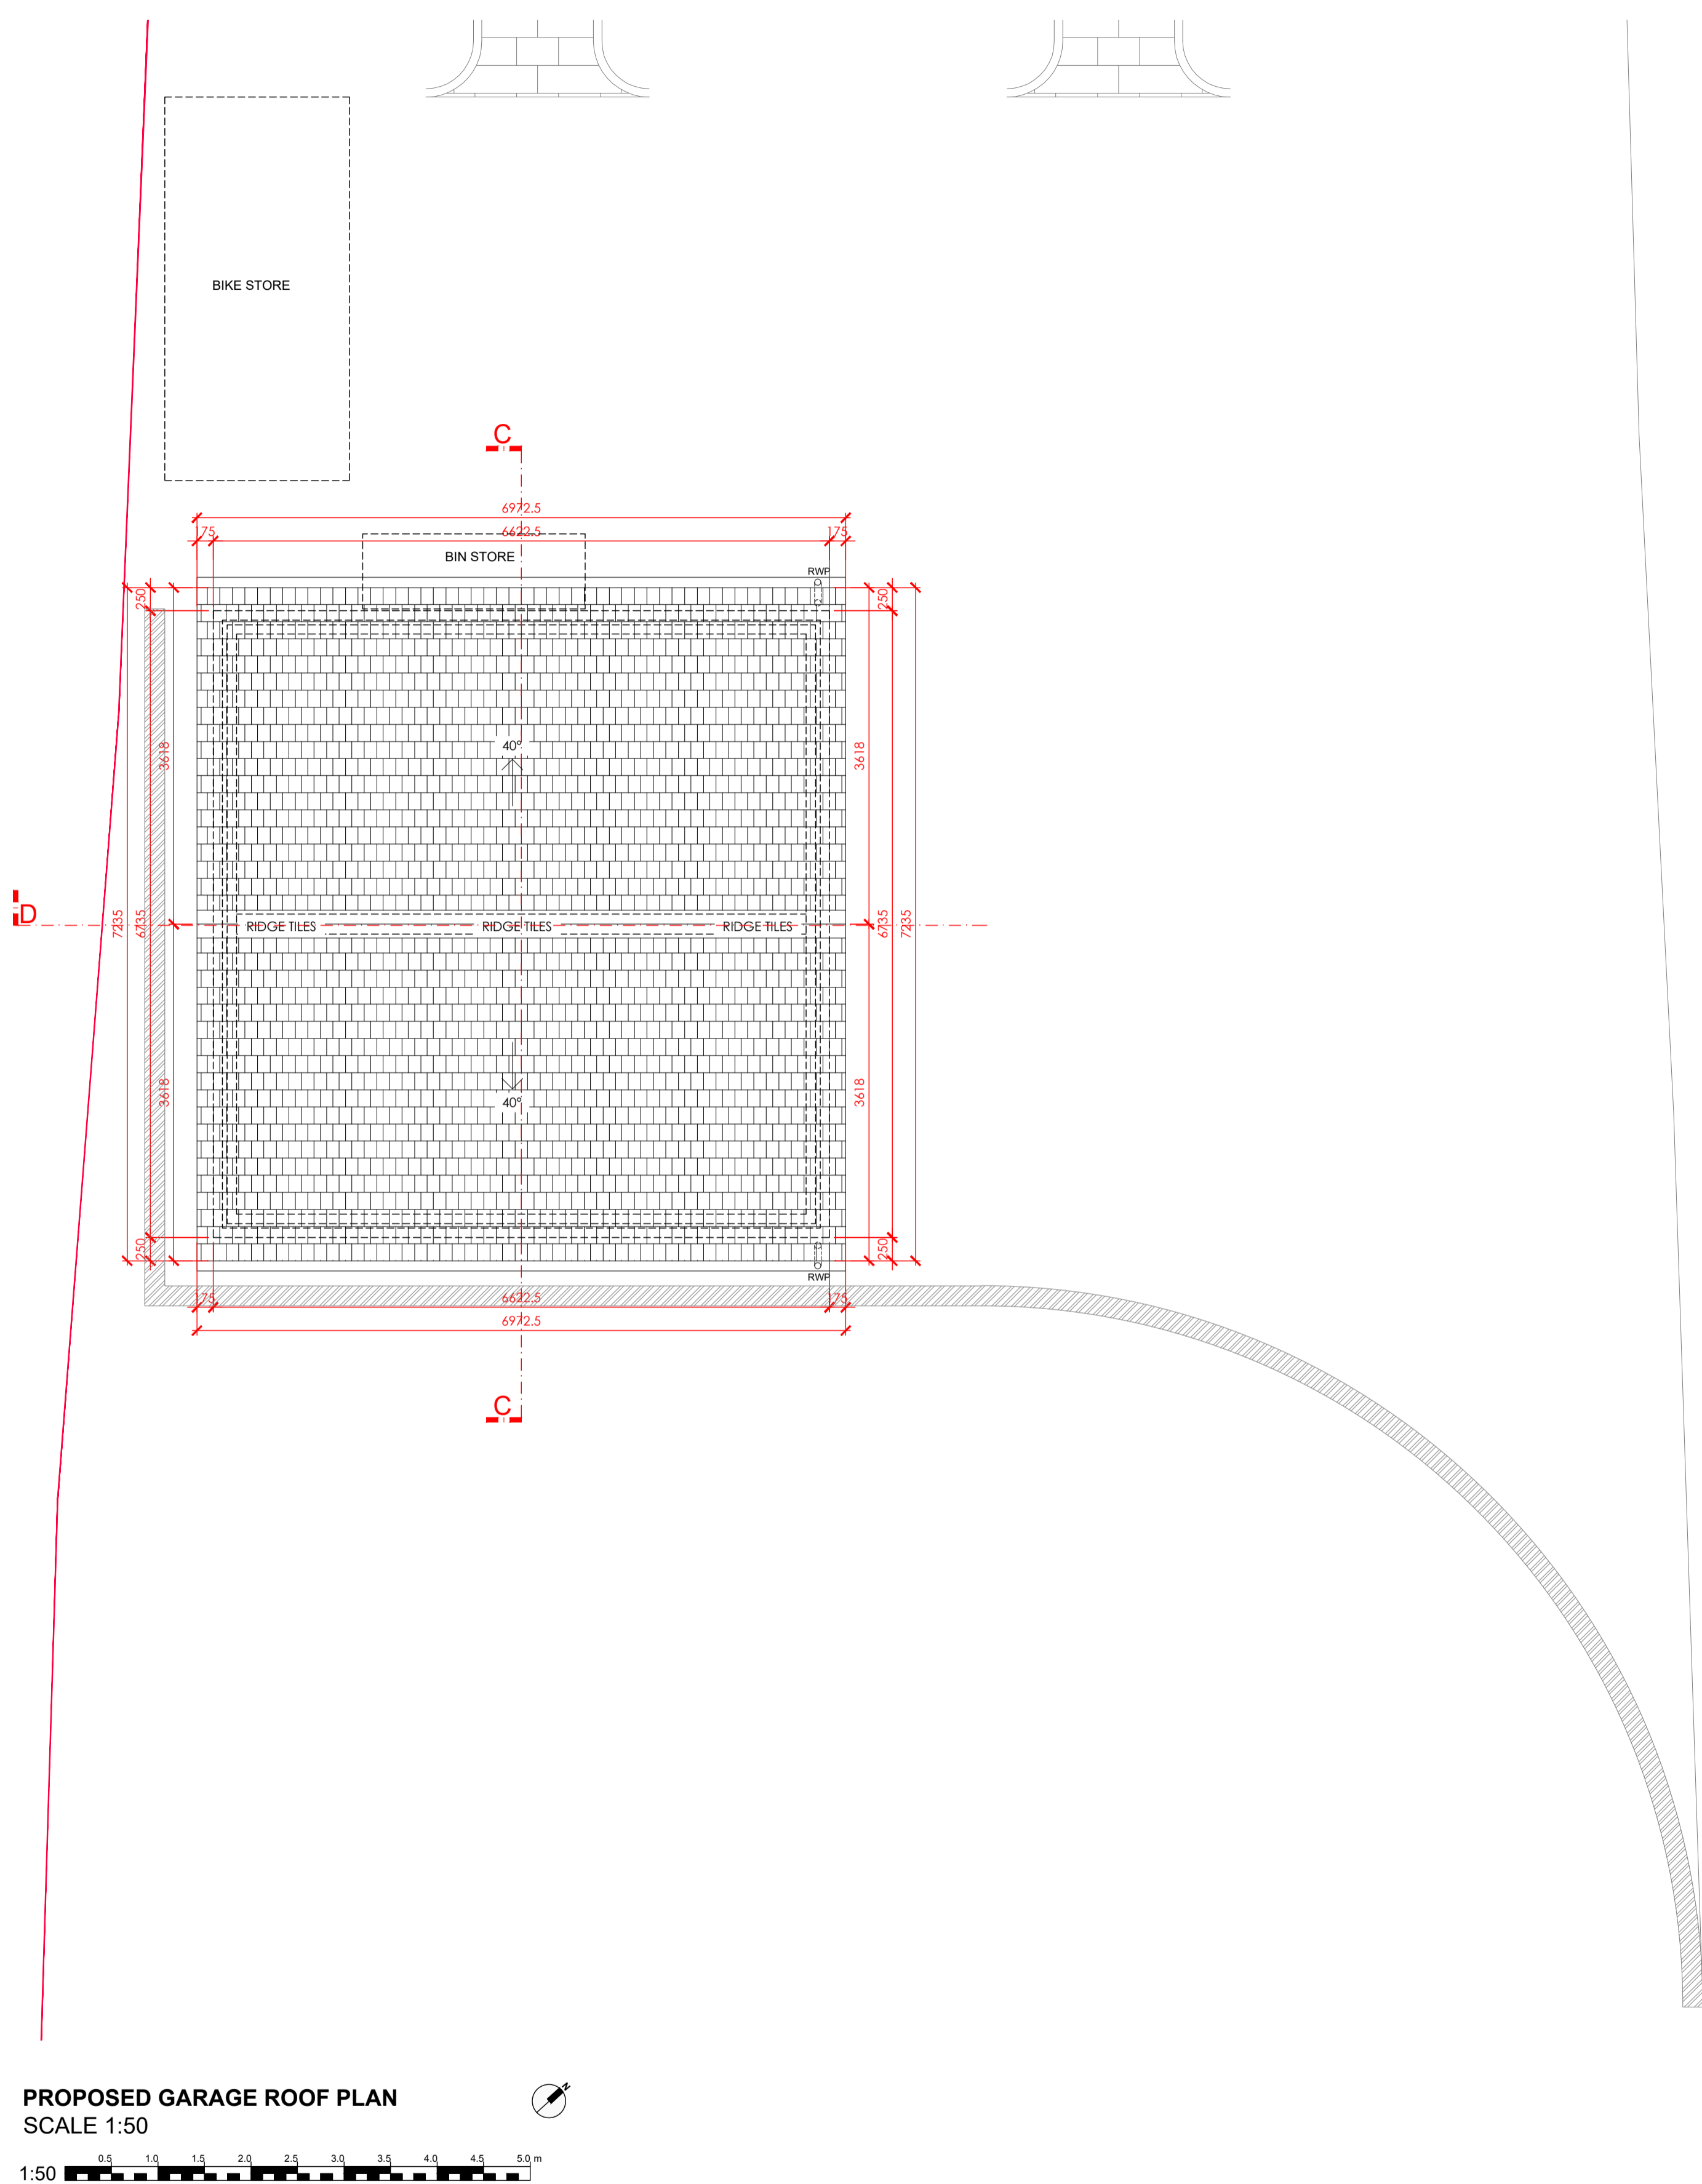 BIKE STORE
C
6972.5
175
6622.5
175
BIN STORE
RWP
250
250
3618
3618
40°
D
7235
6735
RIDGE TILES
RIDGE TILES
RIDGE TILES
6735
7235
3618
3618
40°
250
250
RWP
175
6622.5
175
6972.5
C
PROPOSED GARAGE ROOF PLAN
N
SCALE 1:50
0.5 1.0 1.5 2.0 2.5 3.0 3.5 4.0 4.5 5.0 m
1:50